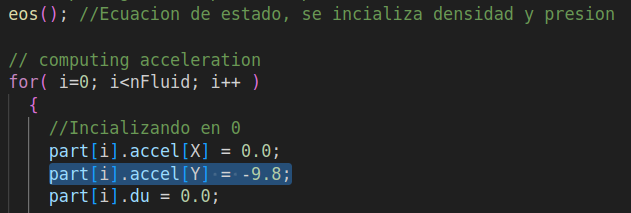 eos(); //Ecuacion de estado, se incializa densidad y presion
// computing acceleration
for( i=0; i<nFluid; i++ )
{
//Incializando en 0
part[i].accel[X] = 0.0;
part[i].accel[Y] = -9.8;
part[i].du = 0.0;